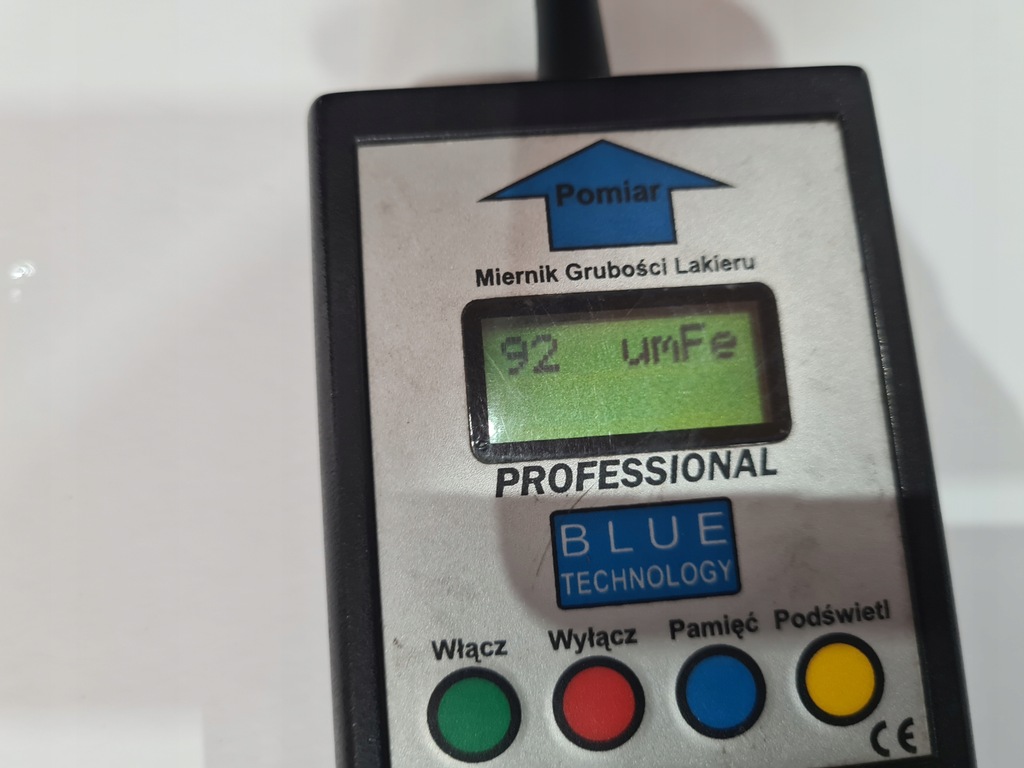 Pomiar
Miernik Grubości Lakieru
92 umFe
PROFESSIONAL
BLUE
TECHNOLOGY
Włącz Wyłącz Pamięć Podświetl
CE